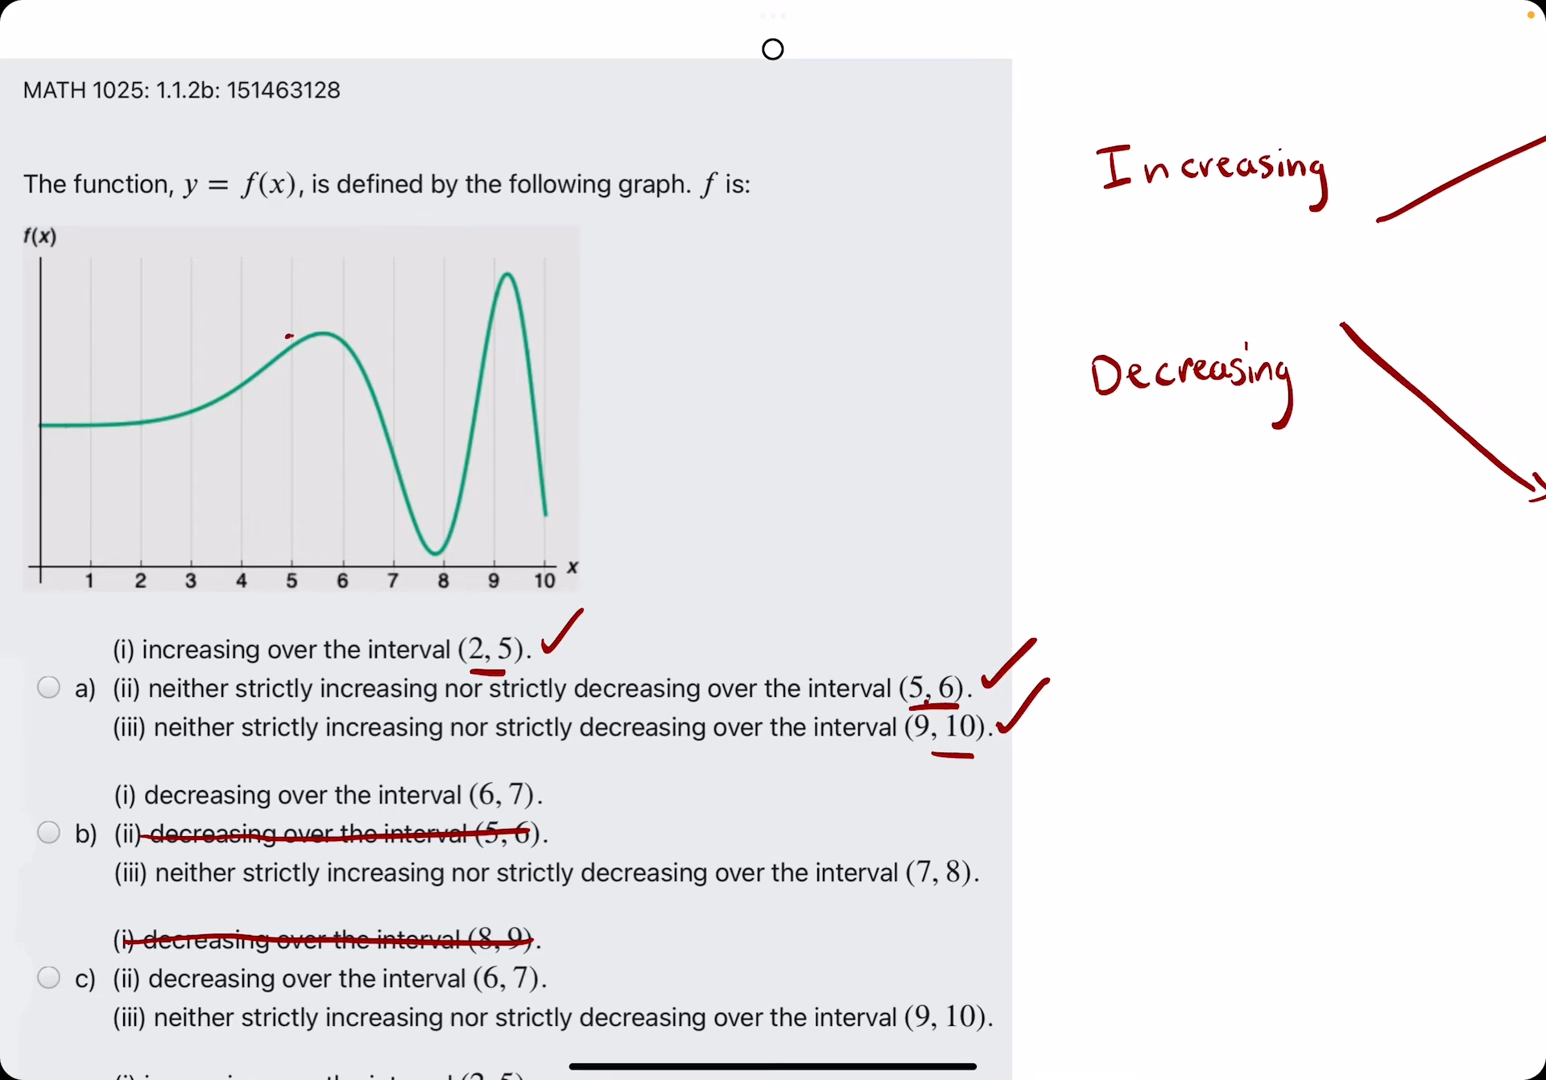 MATH 1025: 1.1.2b: 151463128
The function, y = f(x), is defined by the following graph. f is:
f(x)
x
1 2 3 4 5 6 7 8 9 10
Increasing
Decreasing
(i) increasing over the interval (2, 5).
a) (ii) neither strictly increasing nor strictly decreasing over the interval (5, 6).
(iii) neither strictly increasing nor strictly decreasing over the interval (9, 10).
(i) decreasing over the interval (6, 7).
b) (ii) decreasing over the interval (5, 6).
(iii) neither strictly increasing nor strictly decreasing over the interval (7, 8).
(i) decreasing over the interval (8, 9).
c) (ii) decreasing over the interval (6, 7).
(iii) neither strictly increasing nor strictly decreasing over the interval (9, 10).